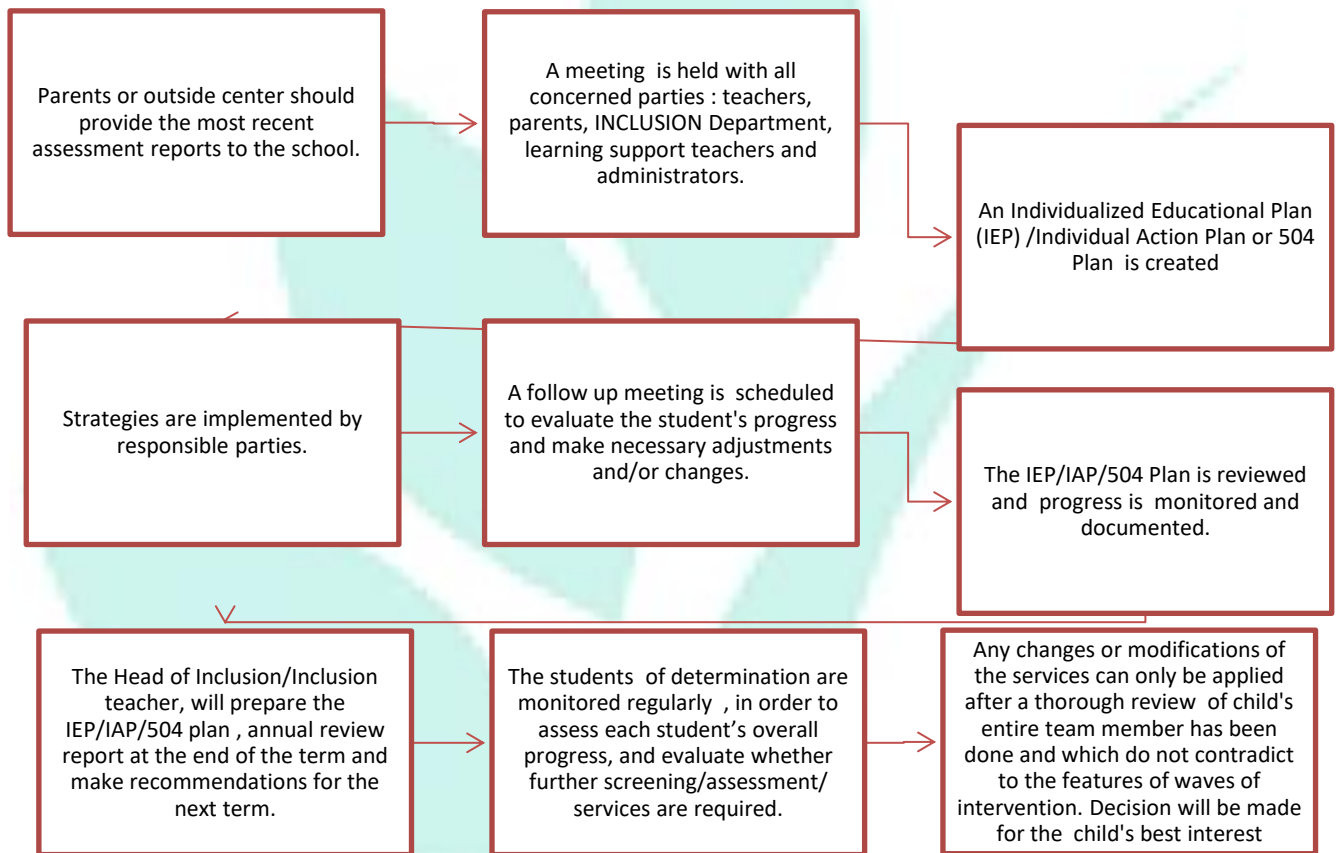 Parents or outside center should
provide the most recent
assessment reports to the school.
A meeting is held with all
concerned parties : teachers,
parents, INCLUSION Department,
learning support teachers and
administrators.
An Individualized Educational Plan
(IEP) /Individual Action Plan or 504
Plan is created
Strategies are implemented by
responsible parties.
A follow up meeting is scheduled
to evaluate the student's progress
and make necessary adjustments
and/or changes.
The IEP/IAP/504 Plan is reviewed
and progress is monitored and
documented.
The Head of Inclusion/Inclusion
teacher, will prepare the
IEP/IAP/504 plan , annual review
report at the end of the term and
make recommendations for the
next term.
The students of determination are
monitored regularly , in order to
assess each student’s overall
progress, and evaluate whether
further screening/assessment/
services are required.
Any changes or modifications of
the services can only be applied
after a thorough review of child's
entire team member has been
done and which do not contradict
to the features of waves of
intervention. Decision will be made
for the child's best interest